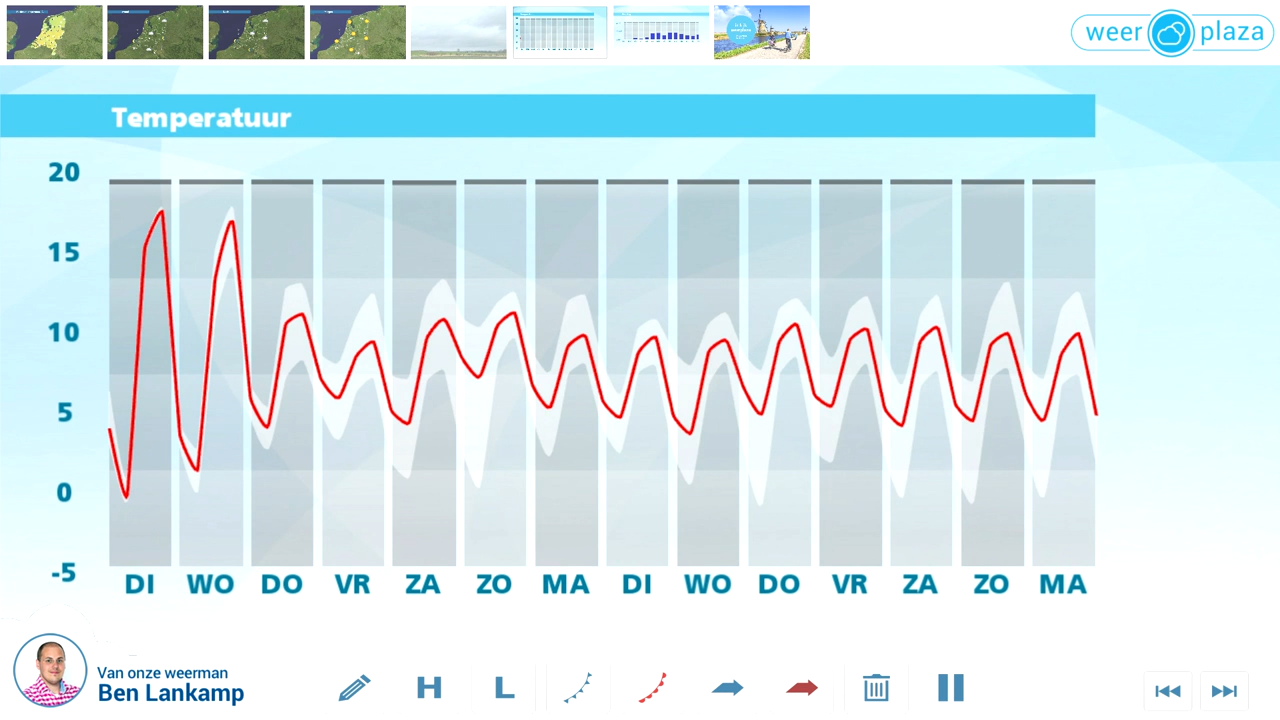 weer plaza
Temperatuur
20
15
10
5
0
-5
DI WO DO VR ZA ZO MA DI WO DO VR ZA ZO MA
Van onze weerman
Ben Lankamp
H L